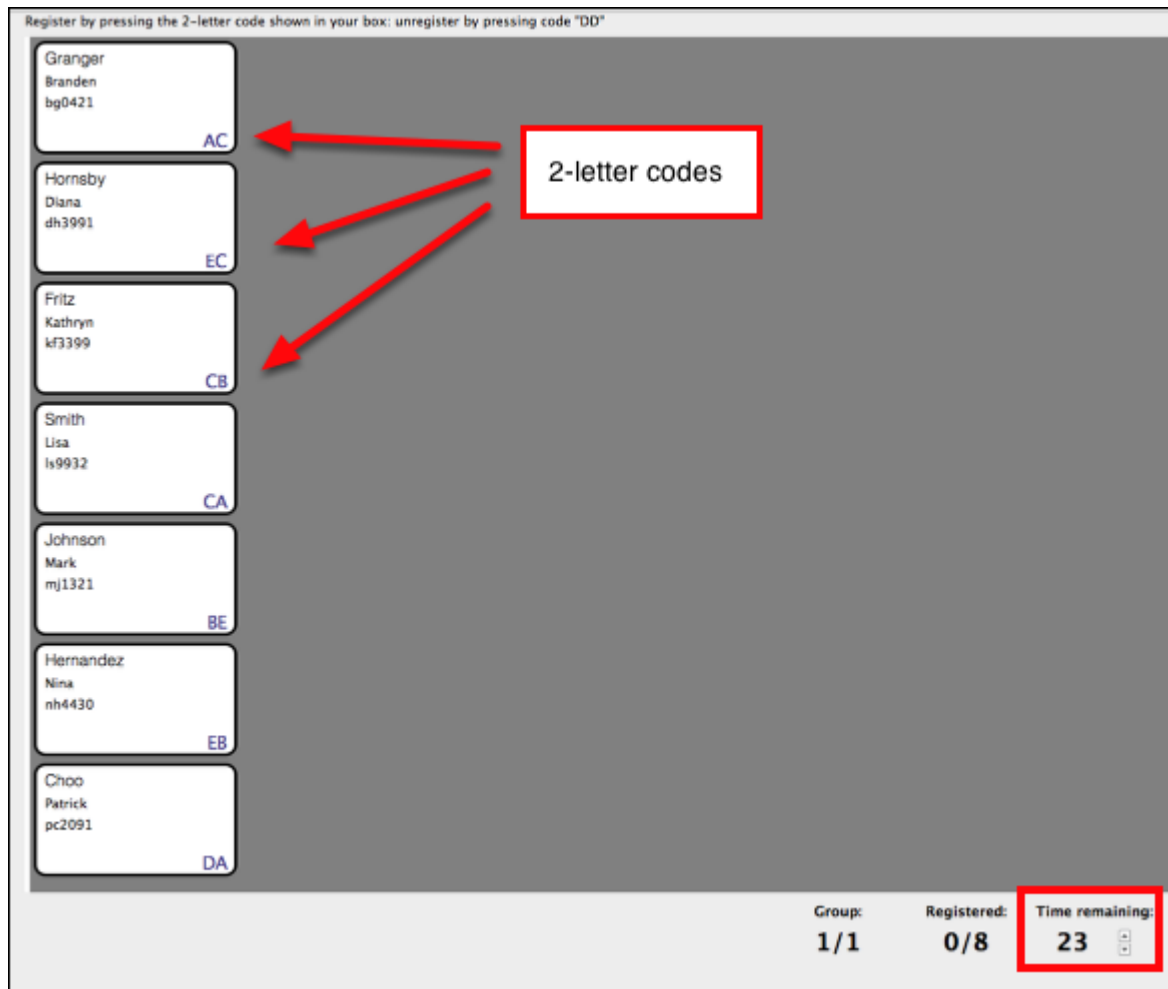 Register by pressing the 2-letter code shown in your box: unregister by pressing code "DD"
Granger
Branden
bg0421
AC
2-letter codes
Hornsby
Diana
dh3991
EC
Fritz
Kathryn
kf3399
CB
Smith
Lisa
ls9932
CA
Johnson
Mark
mj1321
BE
Hernandez
Nina
nh4430
EB
Choo
Patrick
pc2091
DA
Group: Registered: Time remaining:
1/1 0/8 23